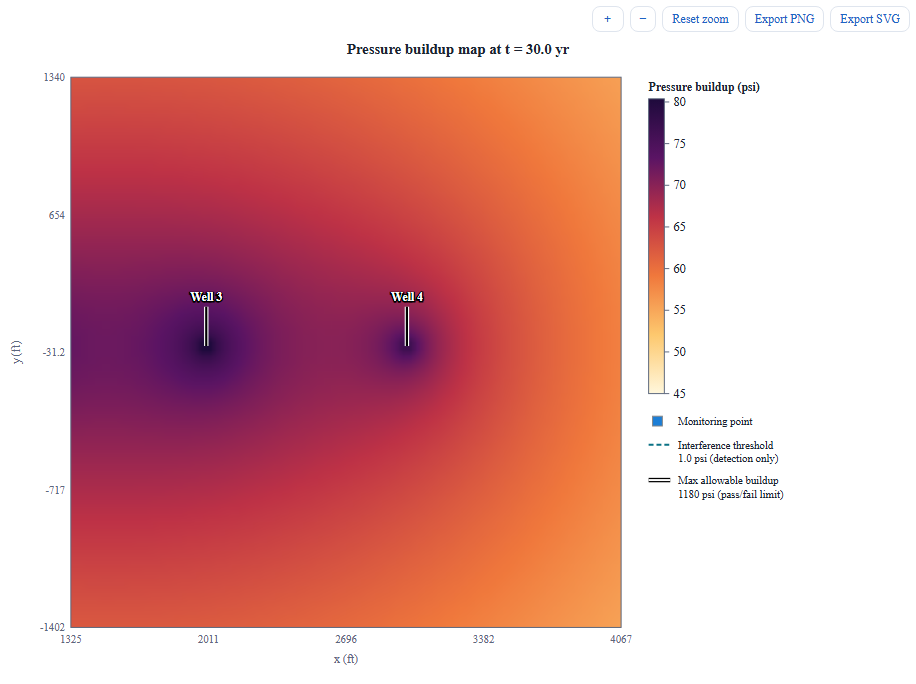 +
−
Reset zoom
Export PNG
Export SVG
Pressure buildup map at t = 30.0 yr
Pressure buildup (psi)
80
75
70
65
60
55
50
45
1340
654
-31.2
-717
-1402
y (ft)
Well 3
Well 4
1325
2011
2696
3382
4067
x (ft)
Monitoring point
Interference threshold
1.0 psi (detection only)
Max allowable buildup
1180 psi (pass/fail limit)